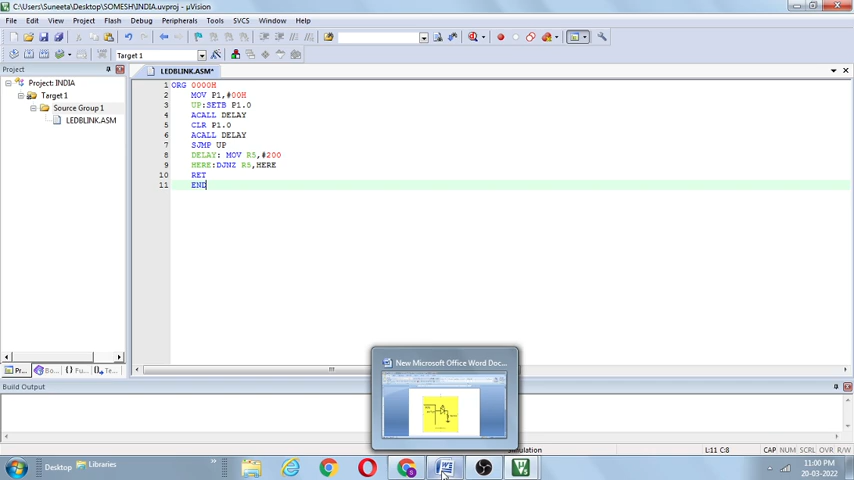 C:\Users\Suneeta\Desktop\SOMESH\INDIA.uvproj - µVision
File Edit View Project Flash Debug Peripherals Tools SVCS Window Help
Target 1
Project
LEDBLINK.ASM*
Project: INDIA
Target 1
Source Group 1
LEDBLINK.ASM
1 ORG 0000H
2 MOV P1,#00H
3 UP:SETB P1.0
4 ACALL DELAY
5 CLR P1.0
6 ACALL DELAY
7 SJMP UP
8 DELAY: MOV R5,#200
9 HERE:DJNZ R5,HERE
10 RET
11 END
Pr... Bo... Fu... Te...
Build Output
New Microsoft Office Word Doc...
Simulation
L:11 C:8
CAP NUM SCRL OVR R/W
Desktop
Libraries
11:00 PM
20-03-2022